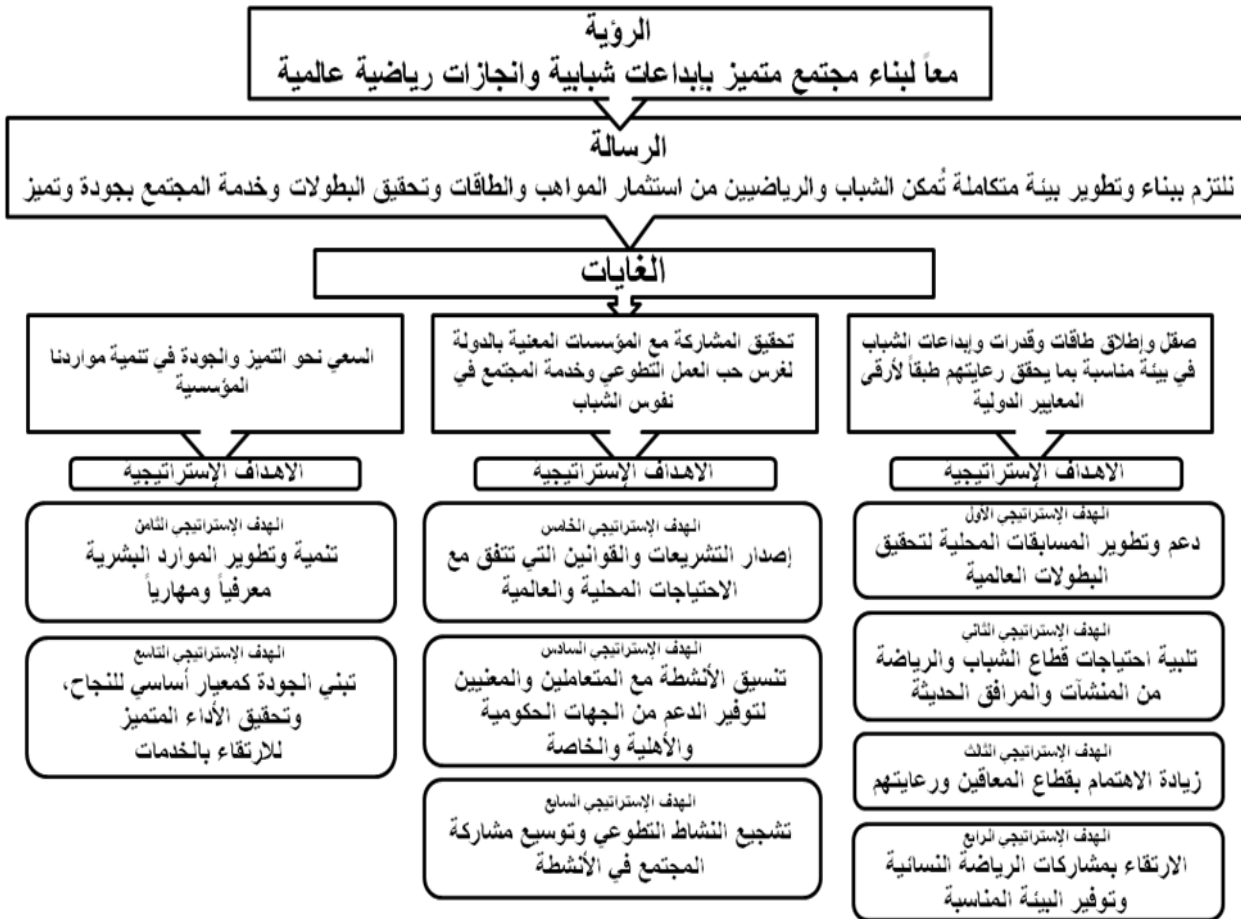 الرؤية
معاً لبناء مجتمع متميز بإبداعات شبابية وانجازات رياضية عالمية
الرسالة
نلتزم ببناء وتطوير بيئة متكاملة تُمكن الشباب والرياضيين من استثمار المواهب والطاقات وتحقيق البطولات وخدمة المجتمع بجودة وتميز
الغايات
صقل وإطلاق طاقات وقدرات وإبداعات الشباب
في بيئة مناسبة بما يحقق رعايتهم طبقاً لأرقى
المعايير الدولية
الاهداف الإستراتيجية
الهدف الإستراتيجي الأول
دعم وتطوير المسابقات المحلية لتحقيق
البطولات العالمية
الهدف الإستراتيجي الثاني
تلبية احتياجات قطاع الشباب والرياضة
من المنشآت والمرافق الحديثة
الهدف الإستراتيجي الثالث
زيادة الاهتمام بقطاع المعاقين ورعايتهم
الهدف الإستراتيجي الرابع
الارتقاء بمشاركات الرياضة النسائية
وتوفير البيئة المناسبة
تحقيق المشاركة مع المؤسسات المعنية بالدولة
لغرس حب العمل التطوعي وخدمة المجتمع في
نفوس الشباب
الاهداف الإستراتيجية
الهدف الإستراتيجي الخامس
إصدار التشريعات والقوانين التي تتفق مع
الاحتياجات المحلية والعالمية
الهدف الإستراتيجي السادس
تنسيق الأنشطة مع المتعاملين والمعنيين
لتوفير الدعم من الجهات الحكومية
والأهلية والخاصة
الهدف الإستراتيجي السابع
تشجيع النشاط التطوعي وتوسيع مشاركة
المجتمع في الأنشطة
السعي نحو التميز والجودة في تنمية مواردنا
المؤسسية
الاهداف الإستراتيجية
الهدف الإستراتيجي الثامن
تنمية وتطوير الموارد البشرية
معرفياً ومهارياً
الهدف الإستراتيجي التاسع
تبني الجودة كمعيار أساسي للنجاح،
وتحقيق الأداء المتميز
للارتقاء بالخدمات